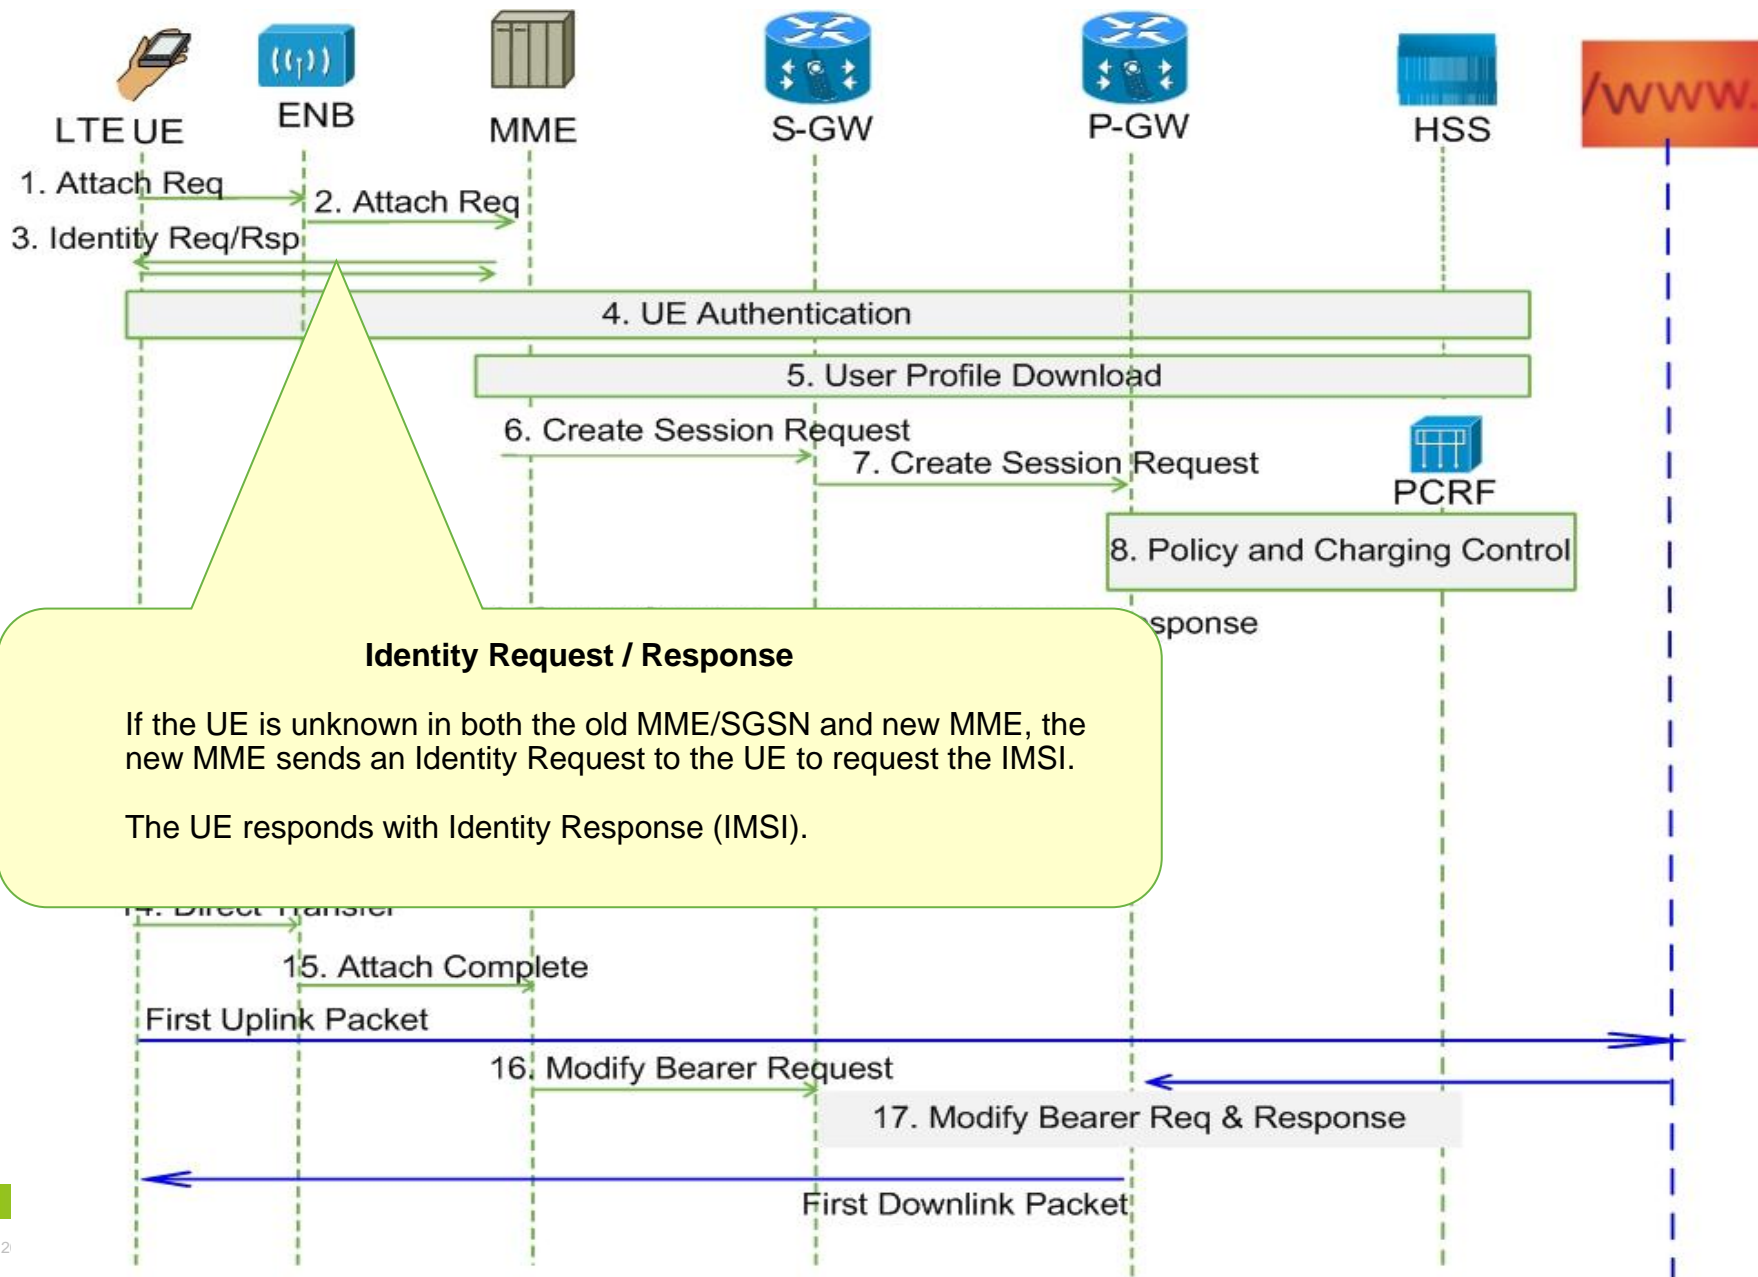 LTE UE
ENB
MME
S-GW
P-GW
HSS
/www.
1. Attach Req
2. Attach Req
3. Identity Req/Rsp
4. UE Authentication
5. User Profile Download
6. Create Session Request
7. Create Session Request
PCRF
8. Policy and Charging Control
sponse
Identity Request / Response
If the UE is unknown in both the old MME/SGSN and new MME, the
new MME sends an Identity Request to the UE to request the IMSI.
The UE responds with Identity Response (IMSI).
14. Direct Transfer
15. Attach Complete
First Uplink Packet
16. Modify Bearer Request
17. Modify Bearer Req & Response
First Downlink Packet
2